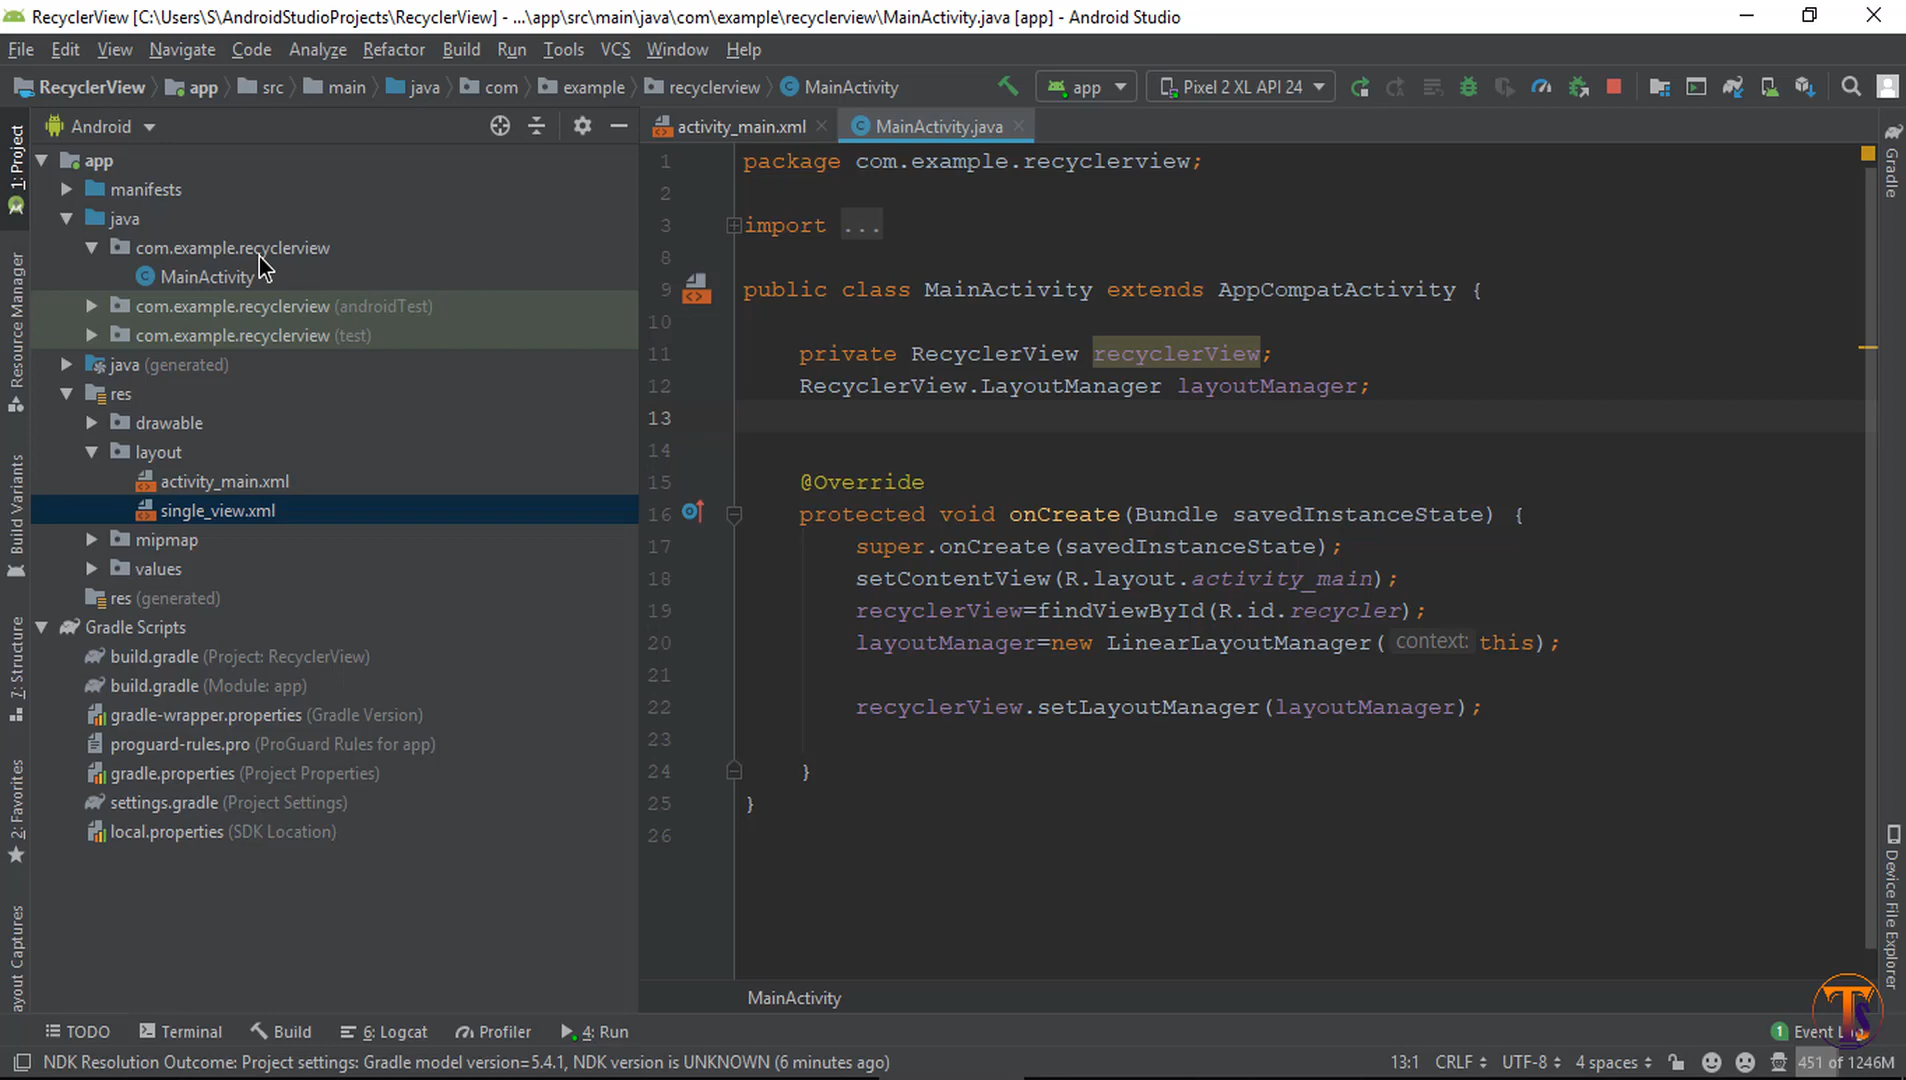 RecyclerView [C:\Users\S\AndroidStudioProjects\RecyclerView] - ...\app\src\main\java\com\example\recyclerview\MainActivity.java [app] - Android Studio
File Edit View Navigate Code Analyze Refactor Build Run Tools VCS Window Help
RecyclerView app src main java com example recyclerview MainActivity app Pixel 2 XL API 24
Android
activity_main.xml MainActivity.java
app
manifests
java
com.example.recyclerview
MainActivity
com.example.recyclerview (androidTest)
com.example.recyclerview (test)
java (generated)
res
drawable
layout
activity_main.xml
single_view.xml
mipmap
values
res (generated)
Gradle Scripts
build.gradle (Project: RecyclerView)
build.gradle (Module: app)
gradle-wrapper.properties (Gradle Version)
proguard-rules.pro (ProGuard Rules for app)
gradle.properties (Project Properties)
settings.gradle (Project Settings)
local.properties (SDK Location)
1: Project
Resource Manager
Build Variants
7: Structure
2: Favorites
ayout Captures
1 package com.example.recyclerview;
2
3 import ...
8
9 public class MainActivity extends AppCompatActivity {
10
11 private RecyclerView recyclerView;
12 RecyclerView.LayoutManager layoutManager;
13
14
15 @Override
16 protected void onCreate(Bundle savedInstanceState) {
17 super.onCreate(savedInstanceState);
18 setContentView(R.layout.activity_main);
19 recyclerView=findViewById(R.id.recycler);
20 layoutManager=new LinearLayoutManager( context: this);
21
22 recyclerView.setLayoutManager(layoutManager);
23
24 }
25 }
26
MainActivity
Gradle
Device File Explorer
TS
TODO Terminal Build 6: Logcat Profiler 4: Run 1 Event
NDK Resolution Outcome: Project settings: Gradle model version=5.4.1, NDK version is UNKNOWN (6 minutes ago) 13:1 CRLF UTF-8 4 spaces 451 of 1246M